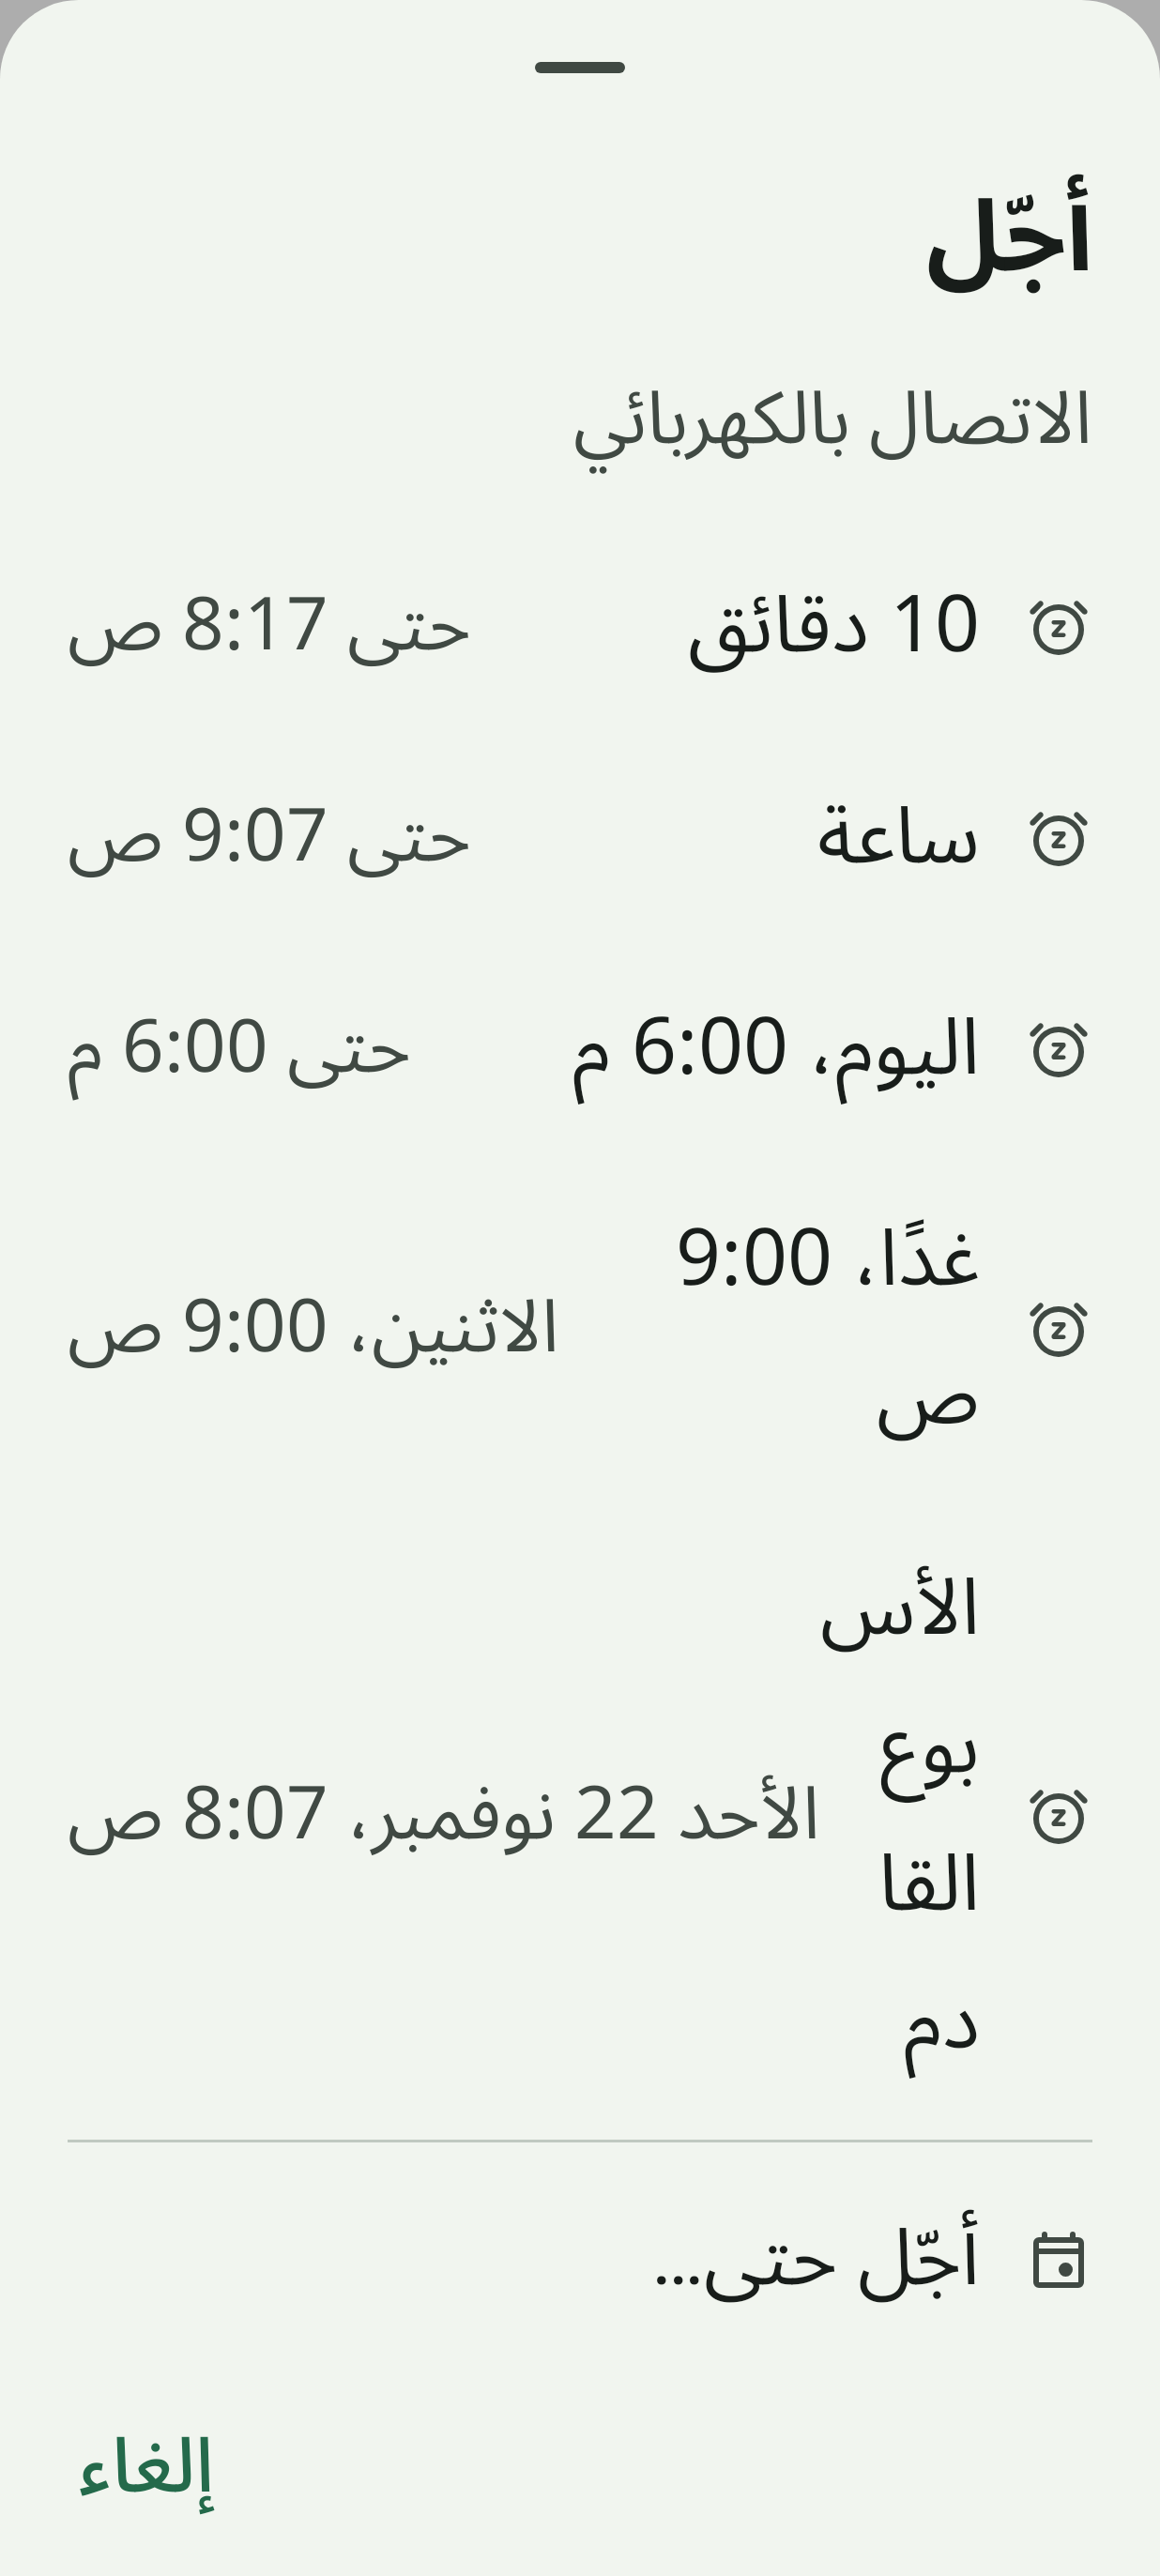 أجّل
الاتصال بالكهربائي
10 دقائق
حتى 8:17 ص
ساعة
حتى 9:07 ص
اليوم، 6:00 م
حتى 6:00 م
غدًا، 9:00
ص
الاثنين، 9:00 ص
الأس
بوع
القا
دم
الأحد 22 نوفمبر، 8:07 ص
أجّل حتى...
إلغاء